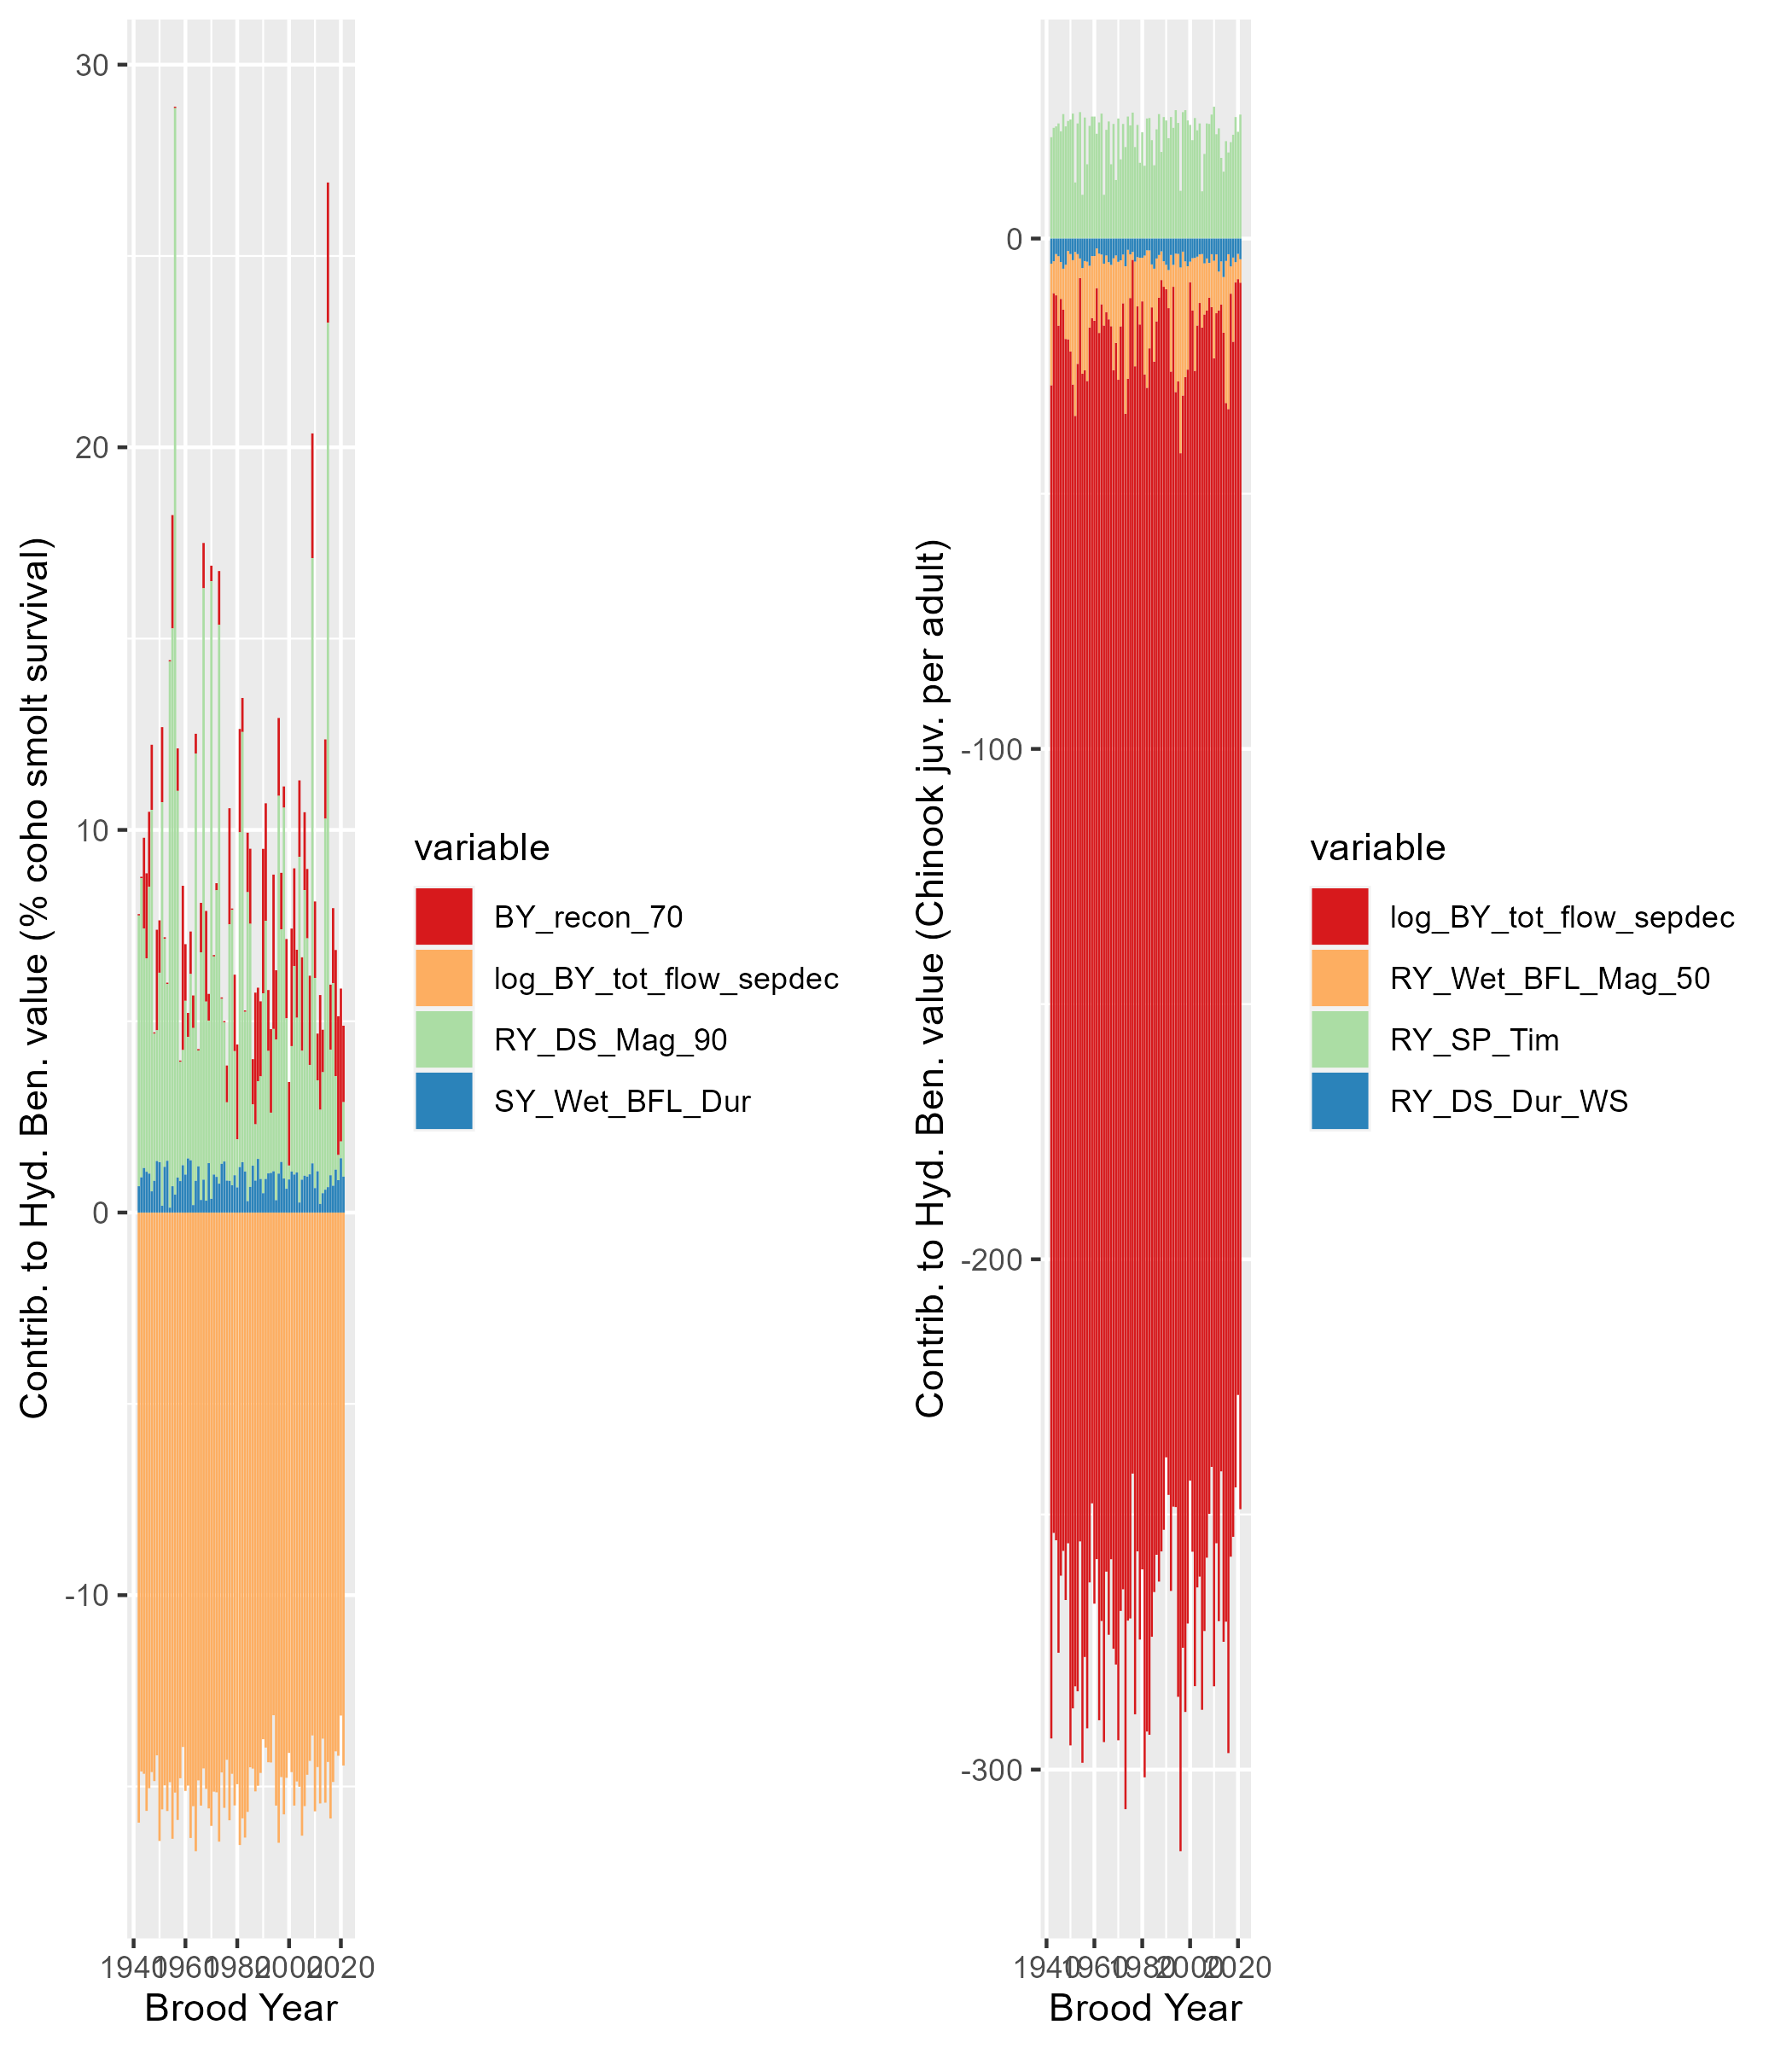 Contrib. to Hyd. Ben. value (% coho smolt survival)
30
20
10
0
-10
1940 1960 1980 2000 2020
Brood Year
variable
BY_recon_70
log_BY_tot_flow_sepdec
RY_DS_Mag_90
SY_Wet_BFL_Dur
Contrib. to Hyd. Ben. value (Chinook juv. per adult)
0
-100
-200
-300
1940 1960 1980 2000 2020
Brood Year
variable
log_BY_tot_flow_sepdec
RY_Wet_BFL_Mag_50
RY_SP_Tim
RY_DS_Dur_WS